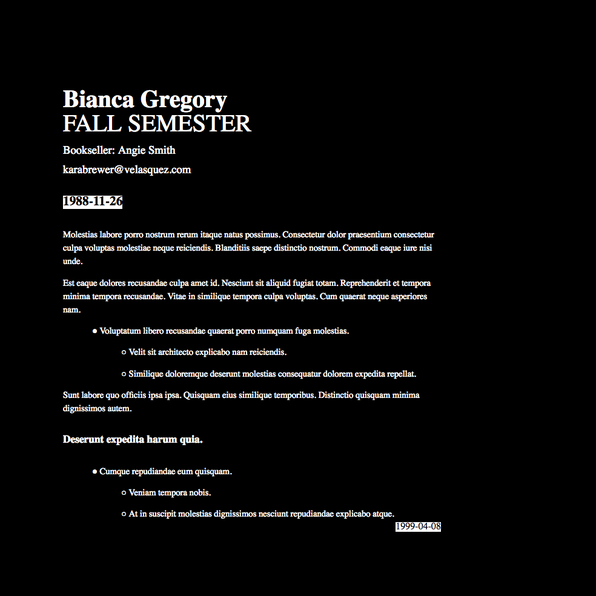 Bianca Gregory
FALL SEMESTER
Bookseller: Angie Smith
karabrewer@velasquez.com
1988-11-26
Molestias labore porro nostrum rerum itaque natus possimus. Consectetur dolor praesentium consectetur
culpa voluptas molestiae neque reiciendis. Blanditiis saepe distinctio nostrum. Commodi eaque iure nisi
unde.
Est eaque dolores recusandae culpa amet id. Nesciunt sit aliquid fugiat totam. Reprehenderit et tempora
minima tempora recusandae. Vitae in similique tempora culpa voluptas. Cum quaerat neque asperiores
nam.
● Voluptatum libero recusandae quaerat porro numquam fuga molestias.
○ Velit sit architecto explicabo nam reiciendis.
○ Similique doloremque deserunt molestias consequatur dolorem expedita repellat.
Sunt labore quo officiis ipsa ipsa. Quisquam eius similique temporibus. Distinctio quisquam minima
dignissimos autem.
Deserunt expedita harum quia.
● Cumque repudiandae eum quisquam.
○ Veniam tempora nobis.
○ At in suscipit molestias dignissimos nesciunt repudiandae explicabo atque.
1999-04-08